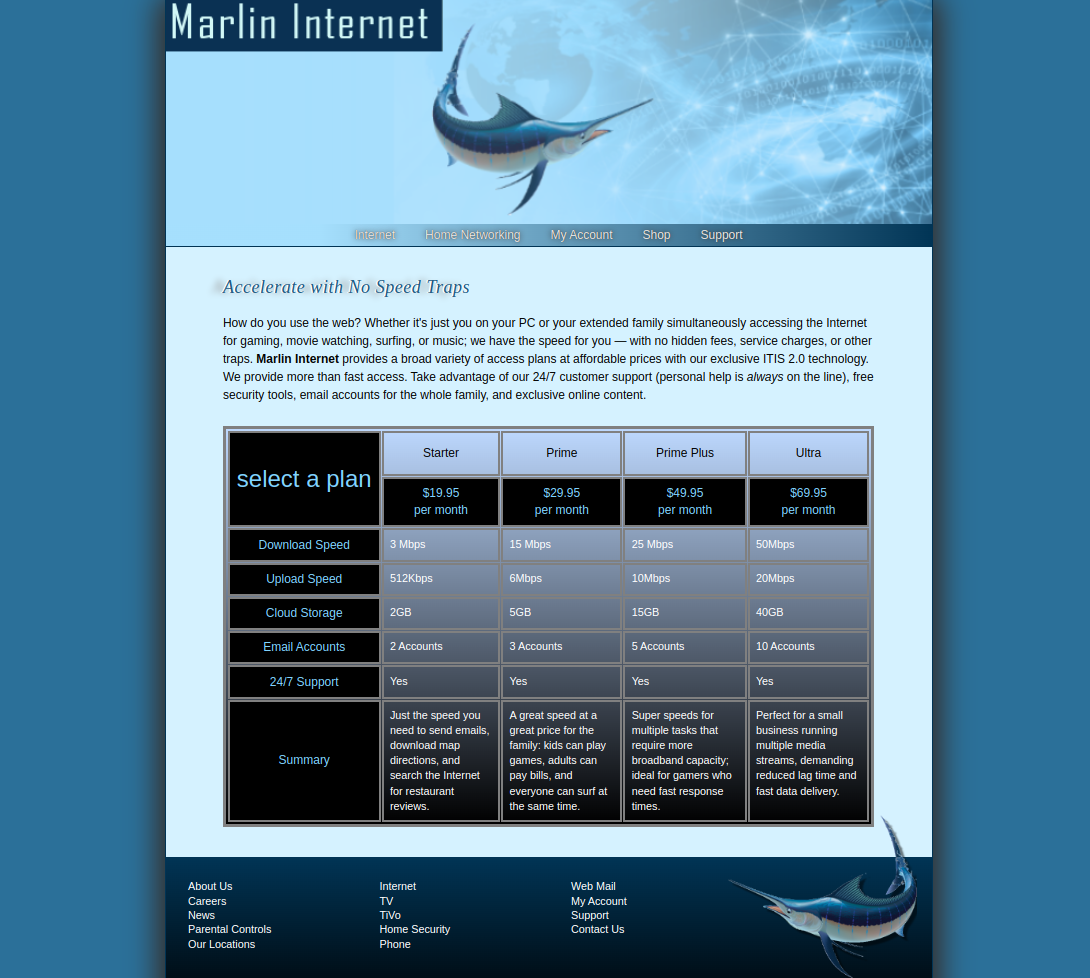 Marlin Internet
Internet Home Networking My Account Shop Support
Accelerate with No Speed Traps
How do you use the web? Whether it's just you on your PC or your extended family simultaneously accessing the Internet
for gaming, movie watching, surfing, or music; we have the speed for you — with no hidden fees, service charges, or other
traps. Marlin Internet provides a broad variety of access plans at affordable prices with our exclusive ITIS 2.0 technology.
We provide more than fast access. Take advantage of our 24/7 customer support (personal help is always on the line), free
security tools, email accounts for the whole family, and exclusive online content.
select a plan
Starter Prime Prime Plus Ultra
$19.95 $29.95 $49.95 $69.95
per month per month per month per month
Download Speed 3 Mbps 15 Mbps 25 Mbps 50Mbps
Upload Speed 512Kbps 6Mbps 10Mbps 20Mbps
Cloud Storage 2GB 5GB 15GB 40GB
Email Accounts 2 Accounts 3 Accounts 5 Accounts 10 Accounts
24/7 Support Yes Yes Yes Yes
Summary
Just the speed you
need to send emails,
download map
directions, and
search the Internet
for restaurant
reviews.
A great speed at a
great price for the
family: kids can play
games, adults can
pay bills, and
everyone can surf at
the same time.
Super speeds for
multiple tasks that
require more
broadband capacity;
ideal for gamers who
need fast response
times.
Perfect for a small
business running
multiple media
streams, demanding
reduced lag time and
fast data delivery.
About Us
Careers
News
Parental Controls
Our Locations
Internet
TV
TiVo
Home Security
Phone
Web Mail
My Account
Support
Contact Us